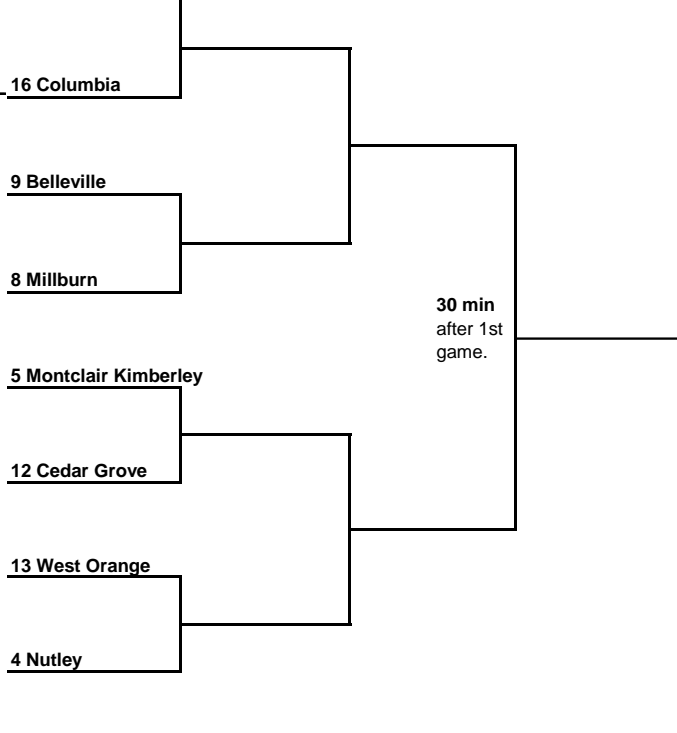 16 Columbia
9 Belleville
8 Millburn
30 min
after 1st
game.
5 Montclair Kimberley
12 Cedar Grove
13 West Orange
4 Nutley